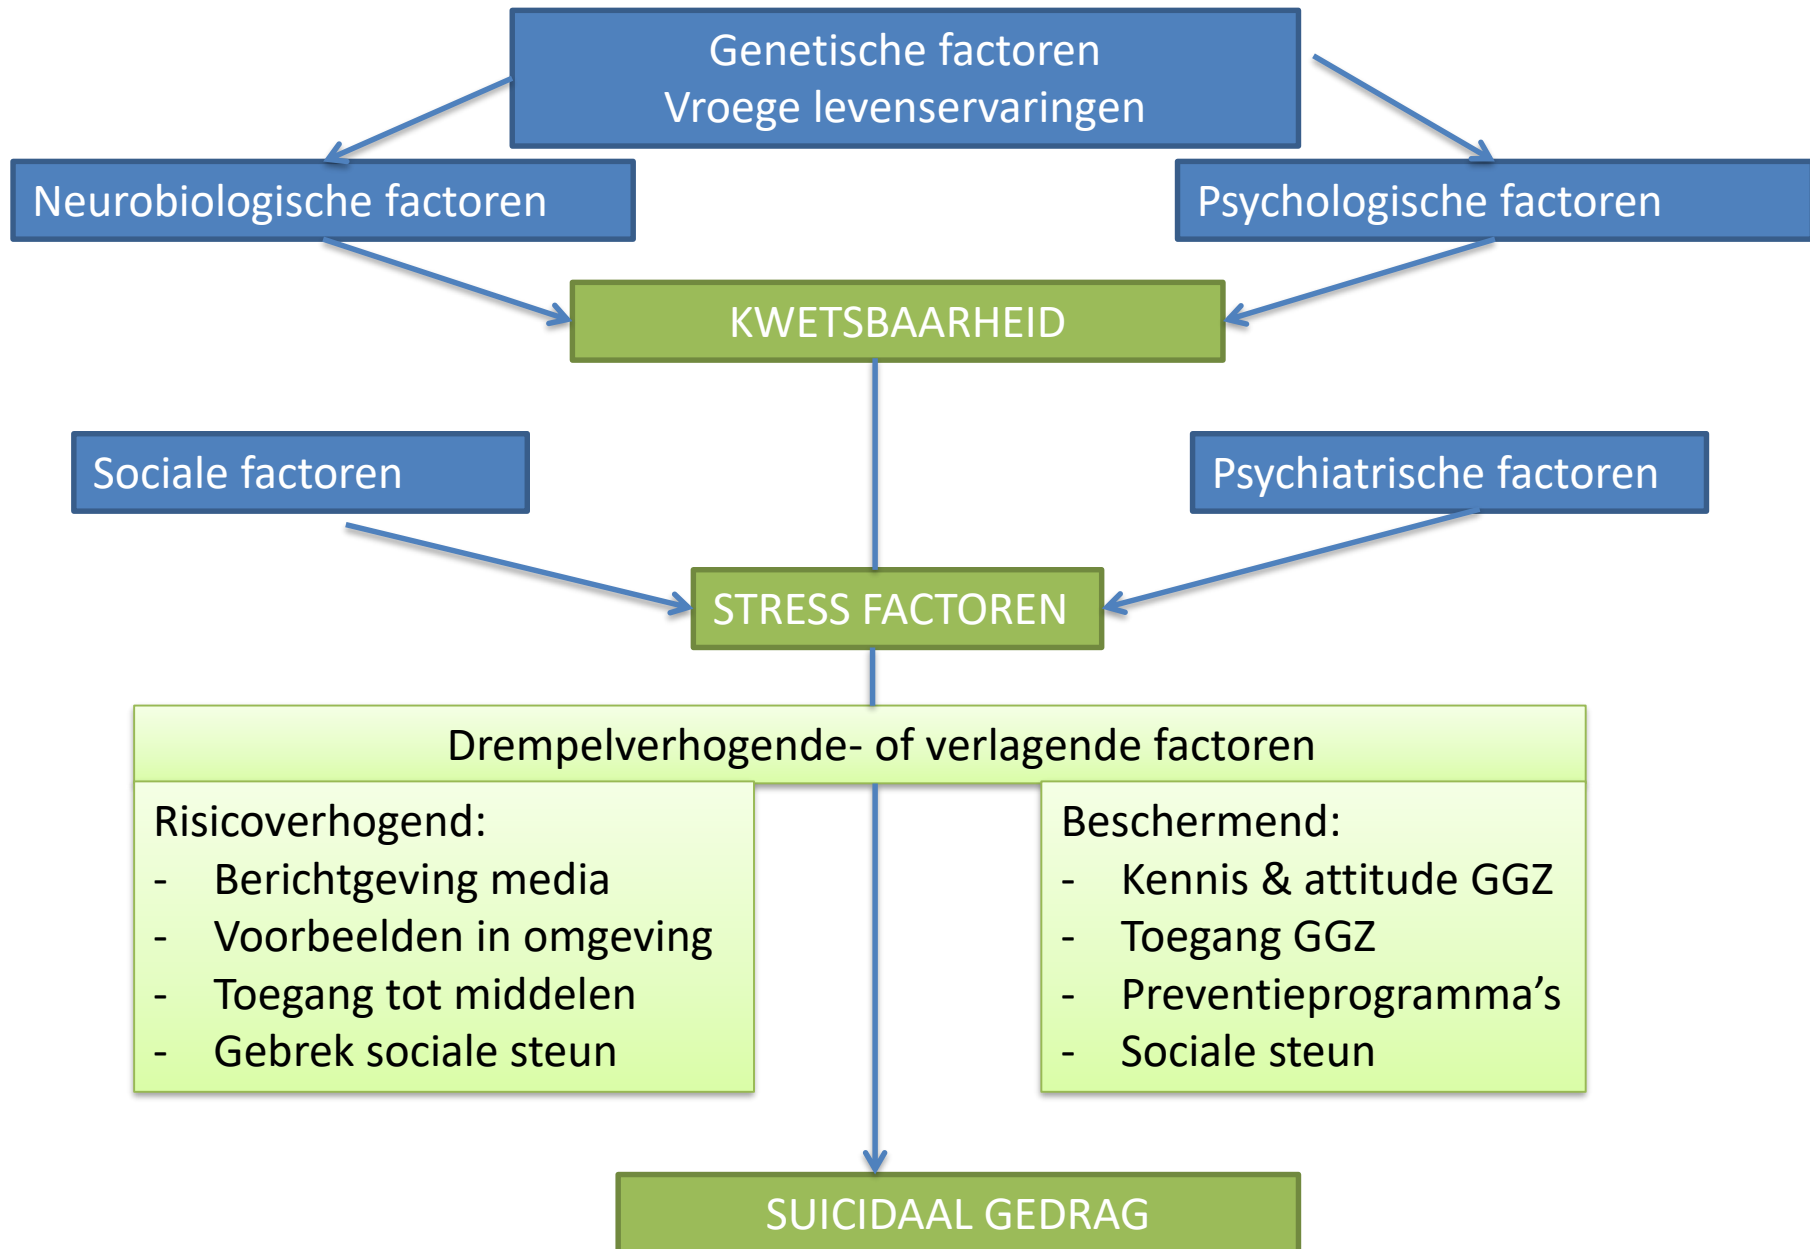 Genetische factoren
Vroege levenservaringen
Neurobiologische factoren
Psychologische factoren
KWETSBAARHEID
Sociale factoren
Psychiatrische factoren
STRESS FACTOREN
Drempelverhogende- of verlagende factoren
Risicoverhogend:
- Berichtgeving media
- Voorbeelden in omgeving
- Toegang tot middelen
- Gebrek sociale steun
Beschermend:
- Kennis & attitude GGZ
- Toegang GGZ
- Preventieprogramma’s
- Sociale steun
SUICIDAAL GEDRAG